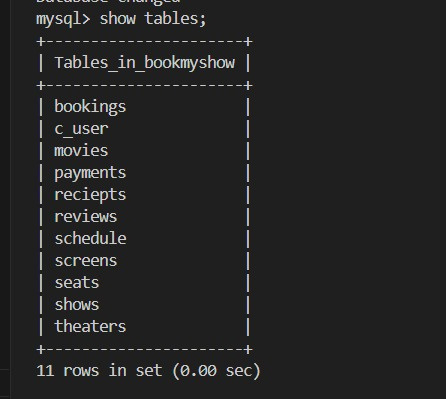 Database changed
mysql> show tables;
+----------------------+
| Tables_in_bookmyshow |
+----------------------+
| bookings             |
| c_user               |
| movies               |
| payments             |
| reciepts             |
| reviews              |
| schedule             |
| screens              |
| seats                |
| shows                |
| theaters             |
+----------------------+
11 rows in set (0.00 sec)